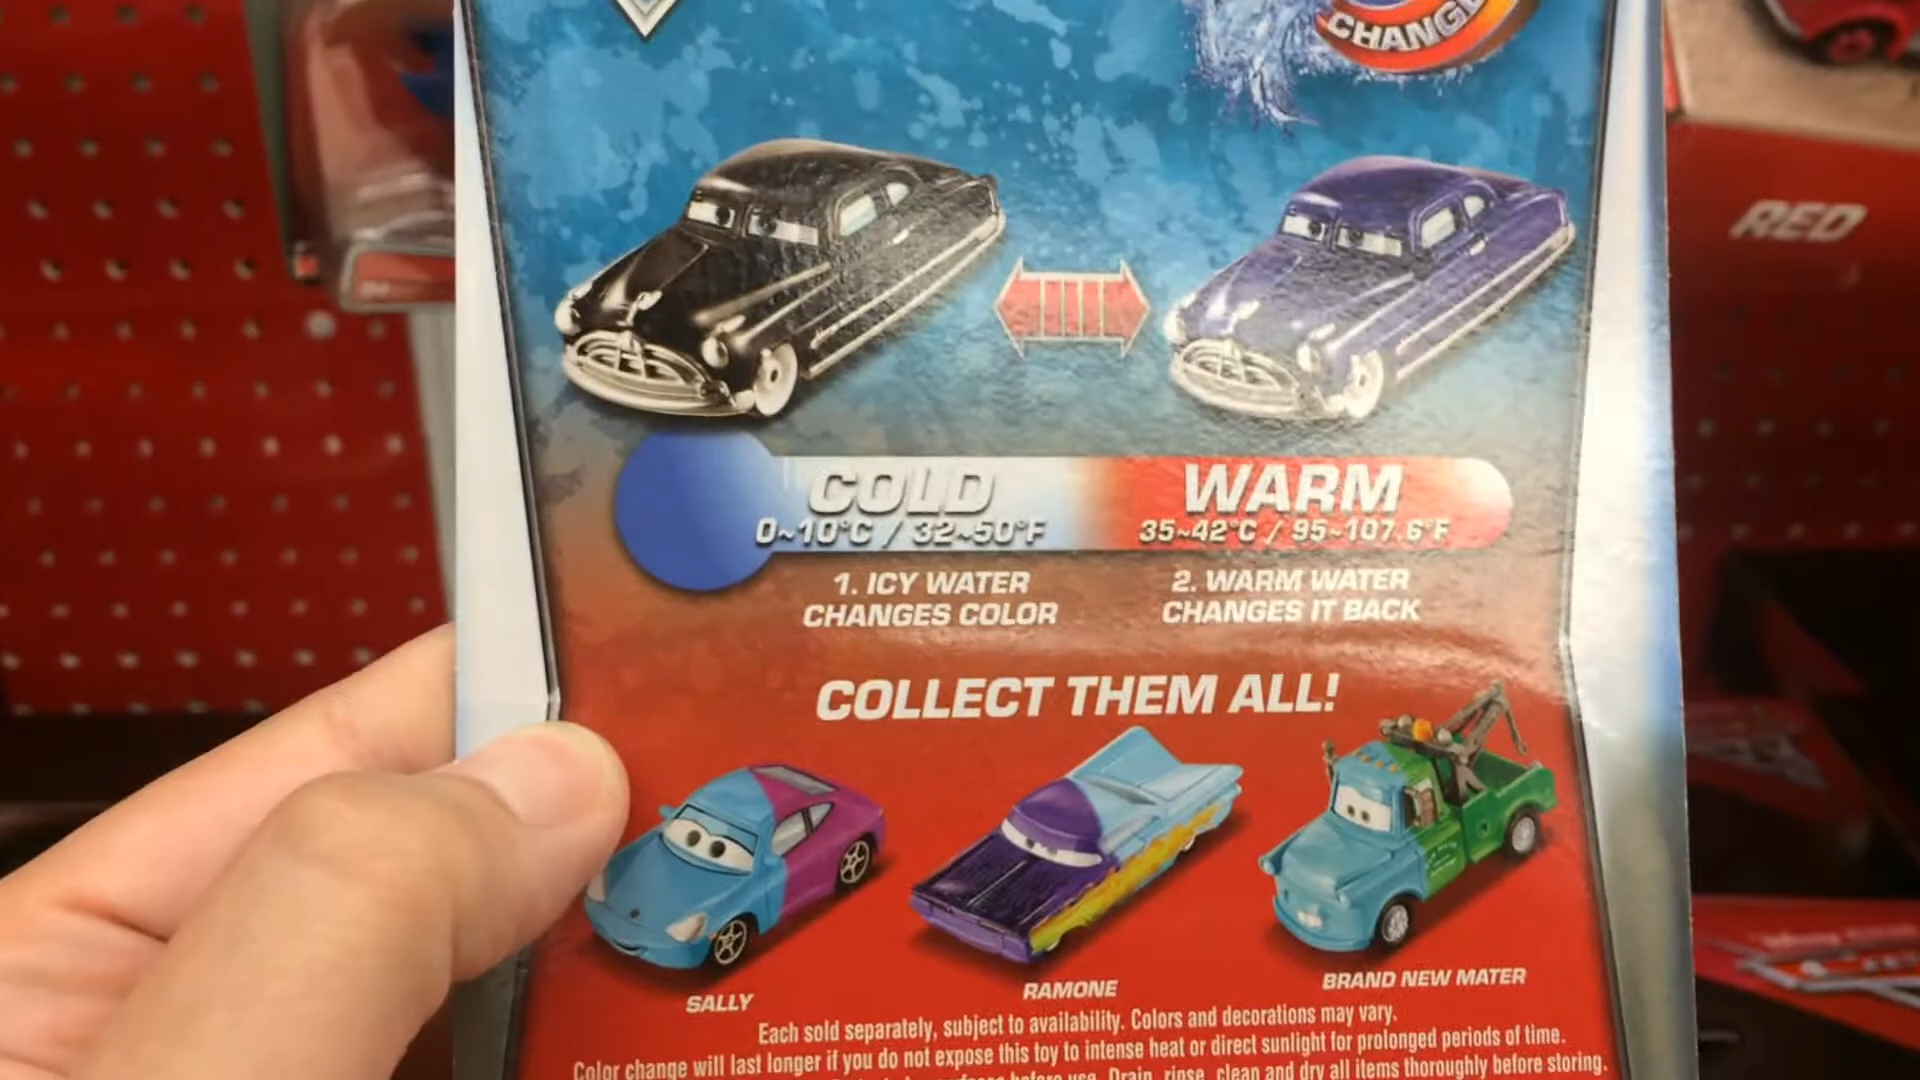 CHANGE
RED
COLD
0~10°C / 32~50°F
WARM
35~42°C / 95~107.6°F
1. ICY WATER
CHANGES COLOR
2. WARM WATER
CHANGES IT BACK
COLLECT THEM ALL!
SALLY
RAMONE
BRAND NEW MATER
Each sold separately, subject to availability. Colors and decorations may vary.
Color change will last longer if you do not expose this toy to intense heat or direct sunlight for prolonged periods of time.
before use. Drain, rinse, clean and dry all items thoroughly before storing.